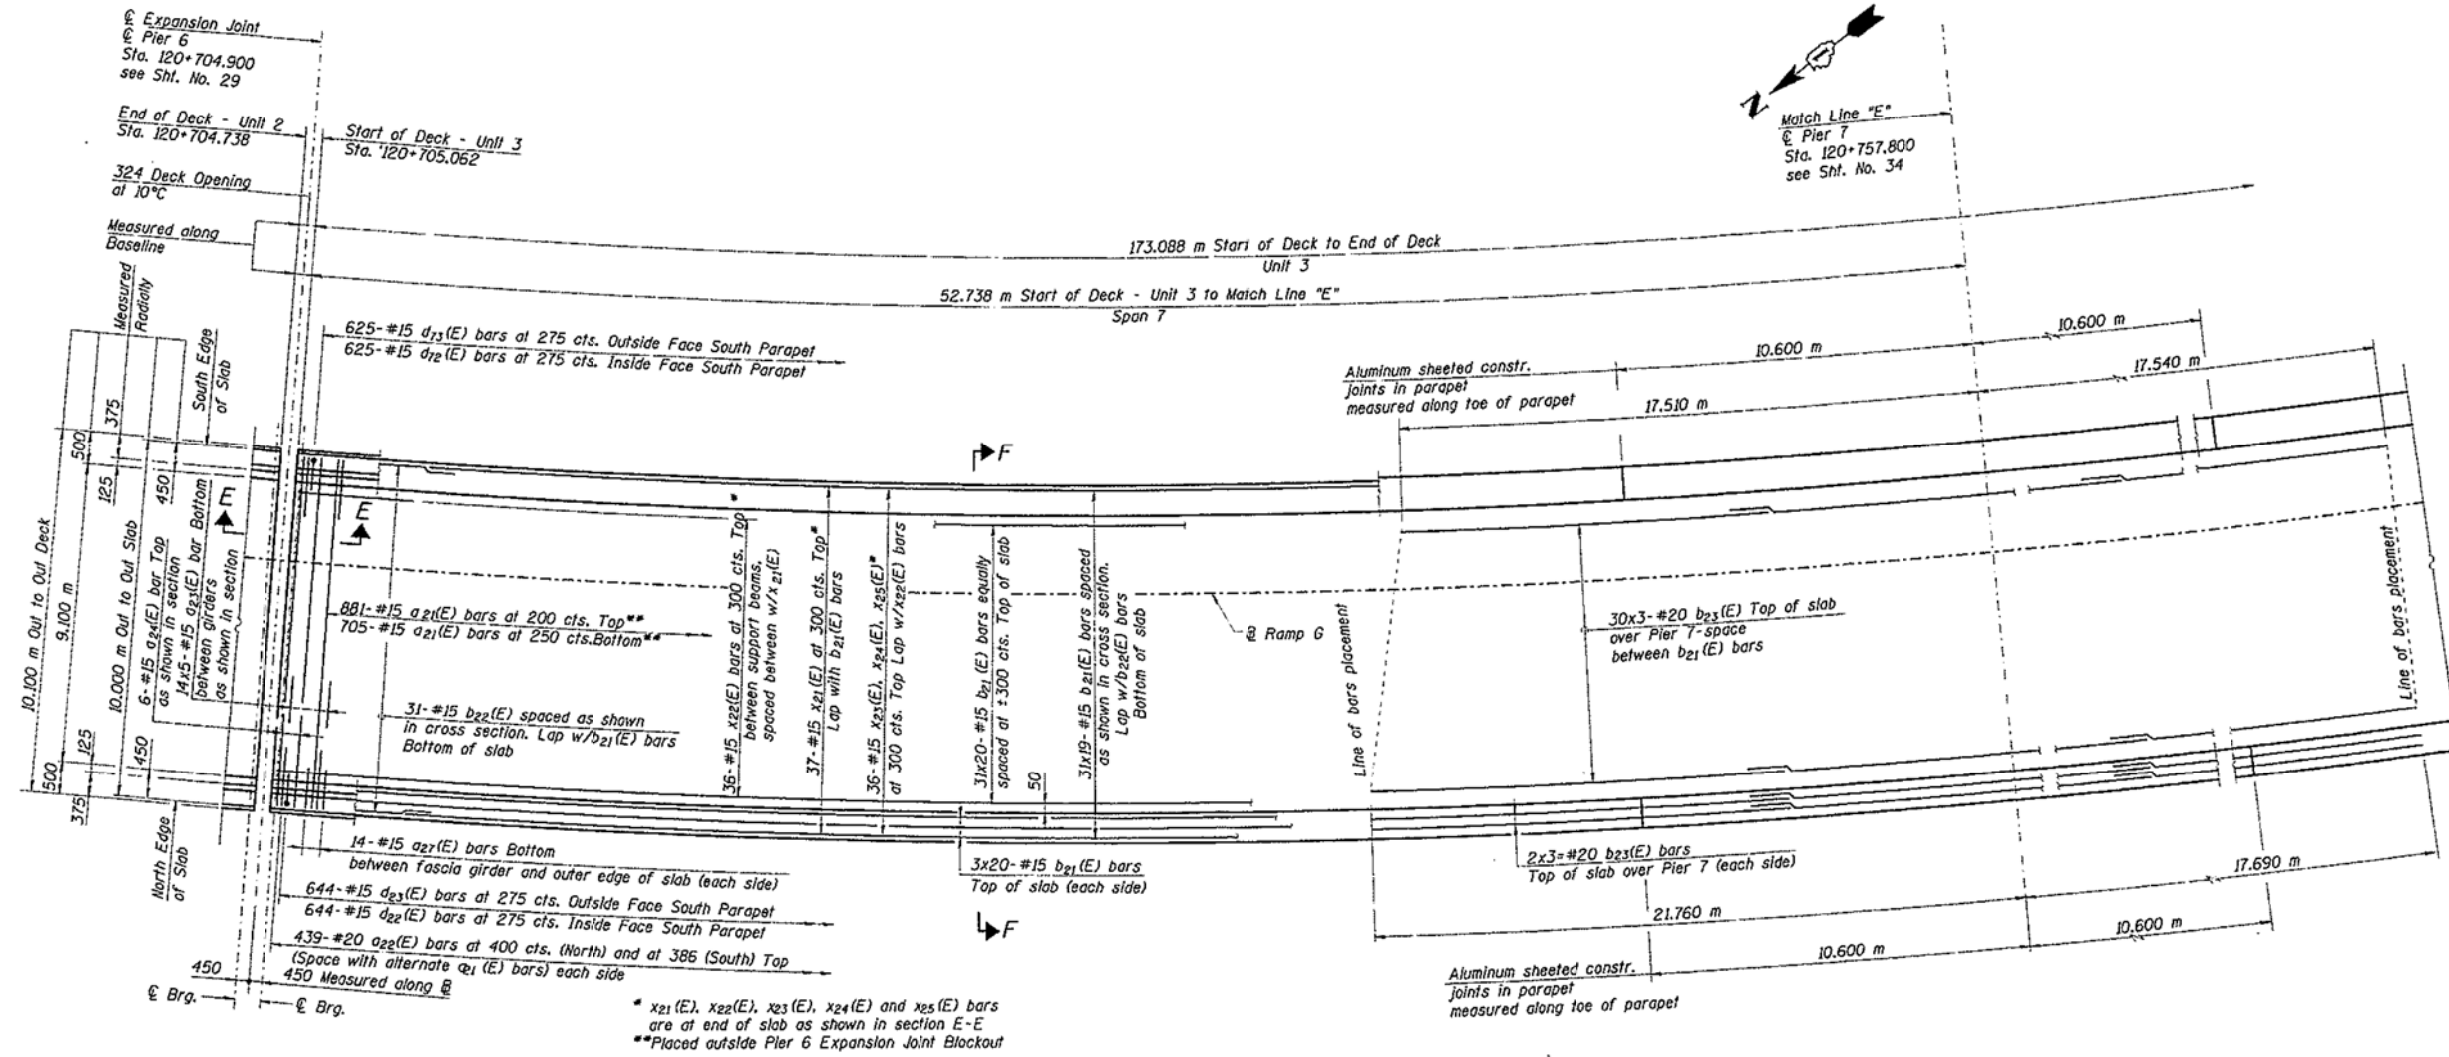 ℄ Expansion Joint
℄ Pier 6
Sta. 120+704.900
see Sht. No. 29
End of Deck - Unit 2
Sta. 120+704.738
Start of Deck - Unit 3
Sta. 120+705.062
324 Deck Opening
at 10°C
Measured along
Baseline
N
Match Line "E"
℄ Pier 7
Sta. 120+757.800
see Sht. No. 34
173.088 m Start of Deck to End of Deck
Unit 3
52.738 m Start of Deck - Unit 3 to Match Line "E"
Span 7
Measured
Radially
South Edge
of Slab
625-#15 d73(E) bars at 275 cts. Outside Face South Parapet
625-#15 d72(E) bars at 275 cts. Inside Face South Parapet
Aluminum sheeted constr.
joints in parapet
measured along toe of parapet
10.600 m
10.600 m
17.510 m
17.540 m
500
375
125
450
E
E
F
10.100 m Out to Out Deck
9.100 m
10.000 m Out to Out Slab
6-#15 a24(E) bar Top
as shown in section
14x5-#15 a23(E) bar Bottom
between girders
as shown in section
881-#15 a21(E) bars at 200 cts. Top**
705-#15 a21(E) bars at 250 cts.Bottom**
31-#15 b22(E) spaced as shown
in cross section. Lap w/b21(E) bars
Bottom of slab
36-#15 x22(E) bars at 300 cts. Top*
between support beams,
spaced between w/x21(E)
37-#15 x21(E) at 300 cts. Top*
Lap with b21(E) bars
36-#15 x23(E), x24(E), x25(E)*
at 300 cts. Top Lap w/x22(E) bars
31x20-#15 b21(E) bars equally
spaced at ±300 cts. Top of slab
50
31x19-#15 b21(E) bars spaced
as shown in cross section.
Lap w/b22(E) bars
Bottom of slab
Ramp G
Line of bars placement
30x3-#20 b23(E) Top of slab
over Pier 7-space
between b21(E) bars
Line of bars placement
125
450
500
375
North Edge
of Slab
14-#15 a27(E) bars Bottom
between fascia girder and outer edge of slab (each side)
644-#15 d23(E) bars at 275 cts. Outside Face South Parapet
644-#15 d22(E) bars at 275 cts. Inside Face South Parapet
439-#20 a22(E) bars at 400 cts. (North) and at 386 (South) Top
(Space with alternate a21 (E) bars) each side
450
450 Measured along
℄ Brg.
℄ Brg.
3x20-#15 b21(E) bars
Top of slab (each side)
F
2x3=#20 b23(E) bars
Top of slab over Pier 7 (each side)
17.690 m
21.760 m
10.600 m
10.600 m
Aluminum sheeted constr.
joints in parapet
measured along toe of parapet
* x21(E), x22(E), x23(E), x24(E) and x25(E) bars
are at end of slab as shown in section E-E
**Placed outside Pier 6 Expansion Joint Blockout